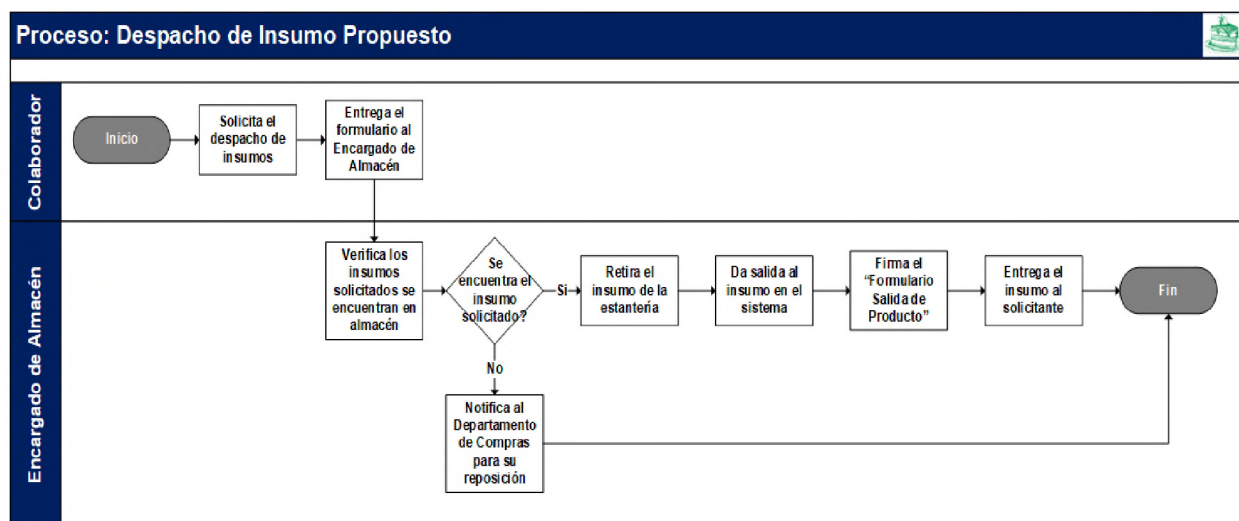 Proceso: Despacho de Insumo Propuesto
Colaborador
Inicio
Solicita el
despacho de
insumos
Entrega el
formulario al
Encargado de
Almacén
Encargado de Almacén
Verifica los
insumos
solicitados se
encuentran en
almacén
Se
encuentra el
insumo
solicitado?
Si
Retira el
insumo de la
estantería
Da salida al
insumo en el
sistema
Firma el
“Formulario
Salida de
Producto”
Entrega el
insumo al
solicitante
Fin
No
Notifica al
Departamento
de Compras
para su
reposición